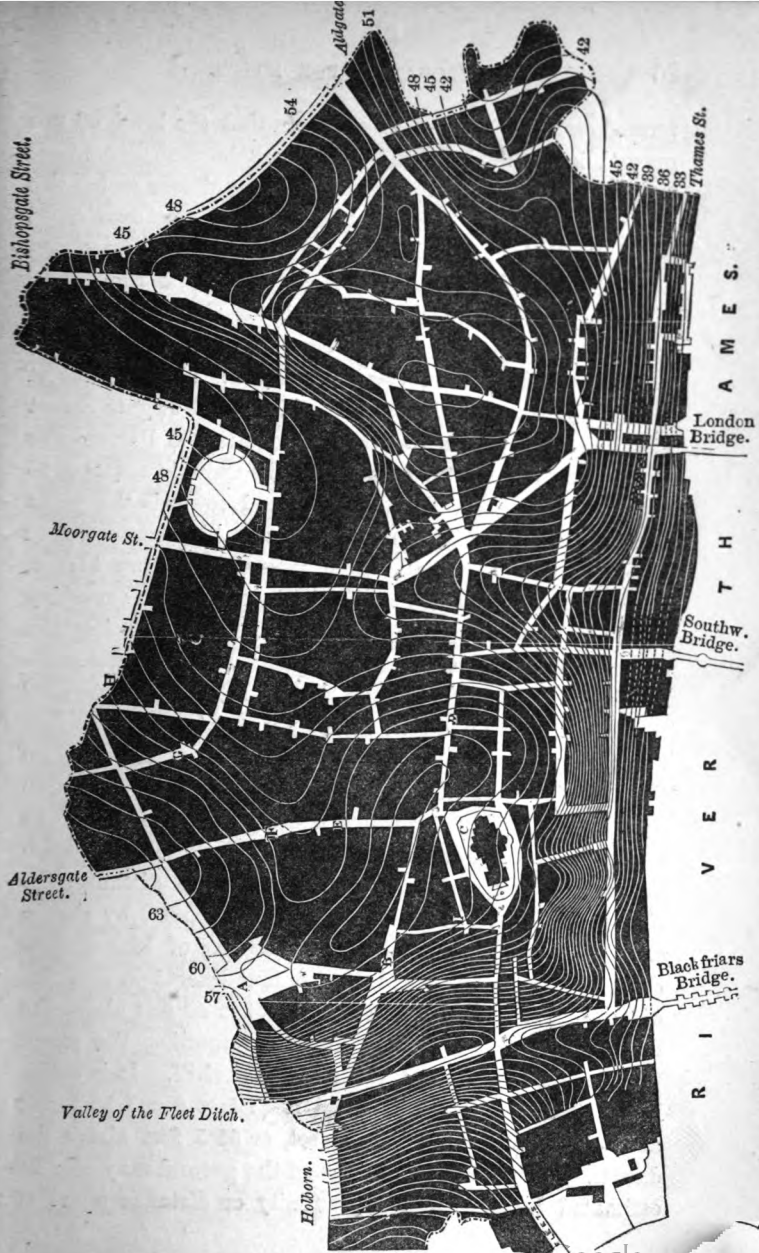 Aldgate
51
42
48
45
42
54
Bishopsgate Street.
48
45
45
42
39
36
33
Thames St.
RIVER THAMES.
London
Bridge.
45
48
Moorgate St.
Southw.
Bridge.
H
G
F
E
D
C
B
A
Aldersgate
Street.
63
60
57
Blackfriars
Bridge.
Valley of the Fleet Ditch.
Holborn.